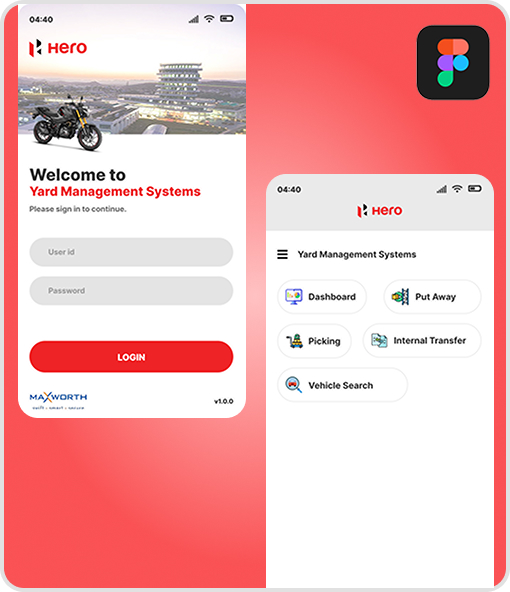 04:40
Hero
Welcome to
Yard Management Systems
Please sign in to continue.
User id
Password
LOGIN
MAXWORTH
swift • smart • secure
v1.0.0
04:40
Hero
Yard Management Systems
Dashboard
Put Away
Picking
Internal Transfer
Vehicle Search